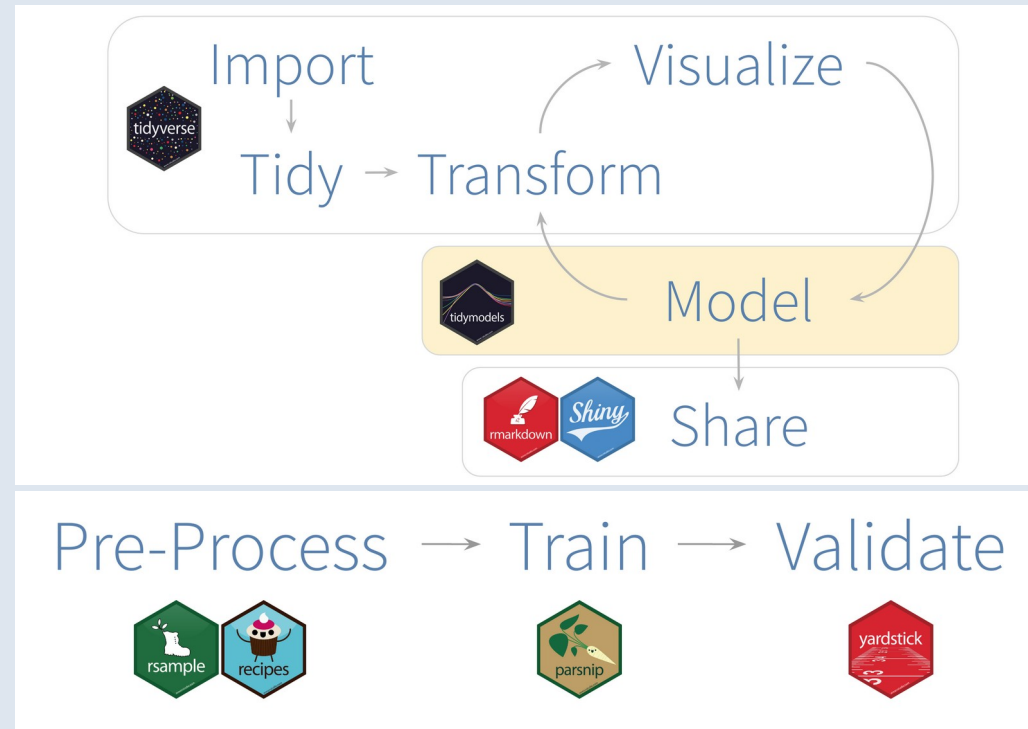 Import
Visualize
tidyverse
Tidy
Transform
tidymodels
Model
rmarkdown
Shiny
Share
Pre-Process
Train
Validate
rsample
recipes
parsnip
yardstick